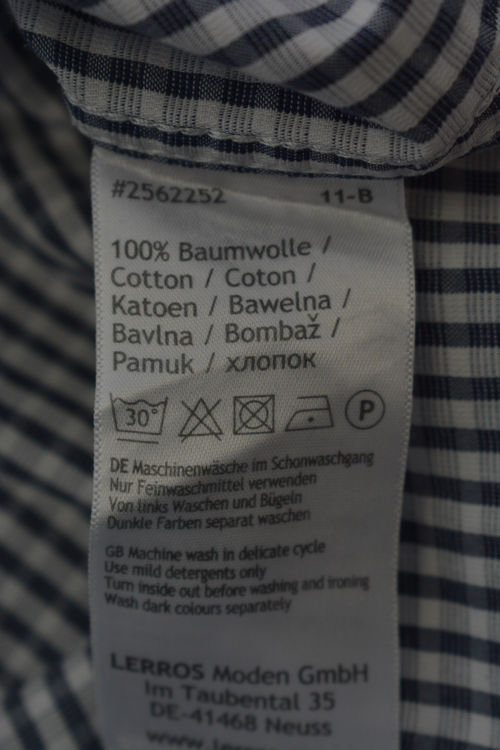 #2562252 11-B
100% Baumwolle /
Cotton / Coton /
Katoen / Bawełna /
Bavlna / Bombaž /
Pamuk / хлопок
30° P
DE Maschinenwäsche im Schonwaschgang
Nur Feinwaschmittel verwenden
Von links Waschen und Bügeln
Dunkle Farben separat waschen
GB Machine wash in delicate cycle
Use mild detergents only
Turn inside out before washing and ironing
Wash dark colours separately
LERROS Moden GmbH
Im Taubental 35
DE-41468 Neuss